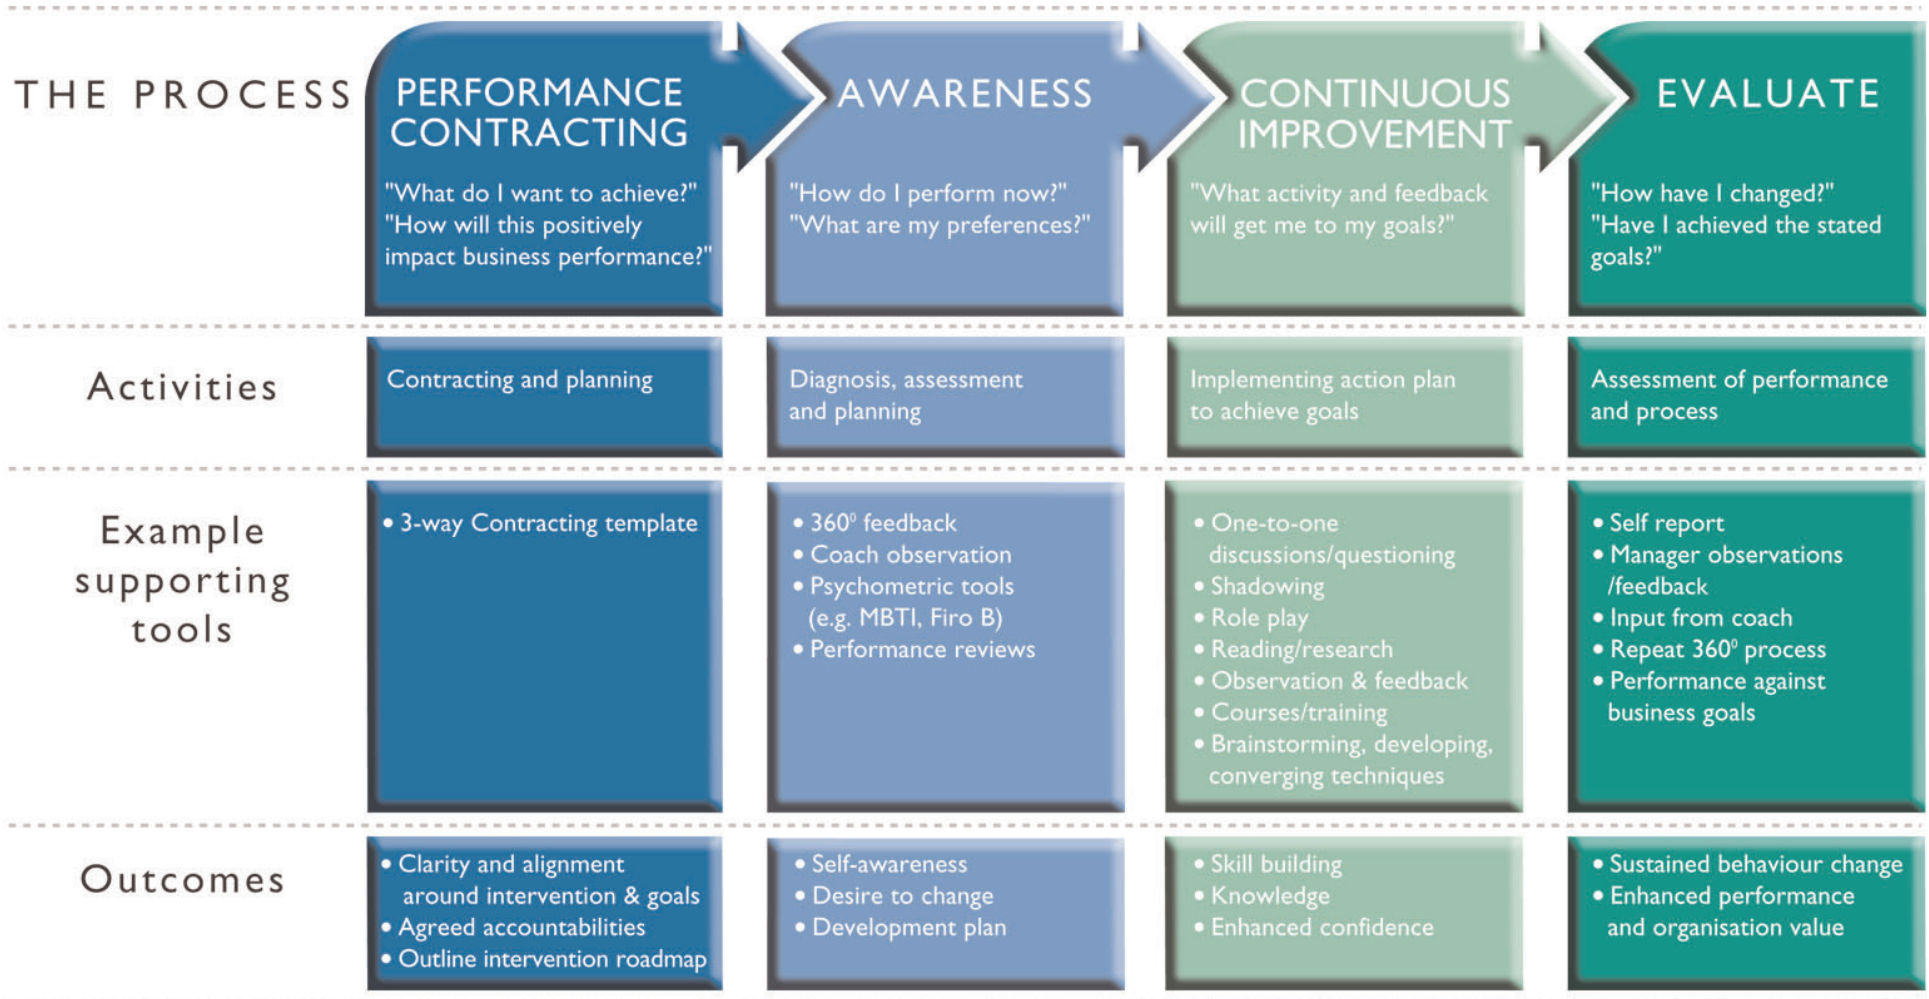 THE PROCESS
PERFORMANCE
CONTRACTING
"What do I want to achieve?"
"How will this positively
impact business performance?"
AWARENESS
"How do I perform now?"
"What are my preferences?"
CONTINUOUS
IMPROVEMENT
"What activity and feedback
will get me to my goals?"
EVALUATE
"How have I changed?"
"Have I achieved the stated
goals?"
Activities
Contracting and planning
Diagnosis, assessment
and planning
Implementing action plan
to achieve goals
Assessment of performance
and process
Example
supporting
tools
• 3-way Contracting template
• 360⁰ feedback
• Coach observation
• Psychometric tools
(e.g. MBTI, Firo B)
• Performance reviews
• One-to-one
discussions/questioning
• Shadowing
• Role play
• Reading/research
• Observation & feedback
• Courses/training
• Brainstorming, developing,
converging techniques
• Self report
• Manager observations
/feedback
• Input from coach
• Repeat 360⁰ process
• Performance against
business goals
Outcomes
• Clarity and alignment
around intervention & goals
• Agreed accountabilities
• Outline intervention roadmap
• Self-awareness
• Desire to change
• Development plan
• Skill building
• Knowledge
• Enhanced confidence
• Sustained behaviour change
• Enhanced performance
and organisation value